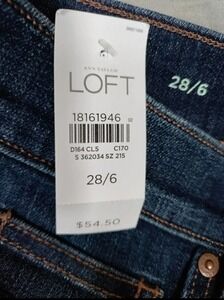 ANN TAYLOR
LOFT
18161946
D164 CLS C170
S 362034 SZ 215
28/6
$54.50
28/6